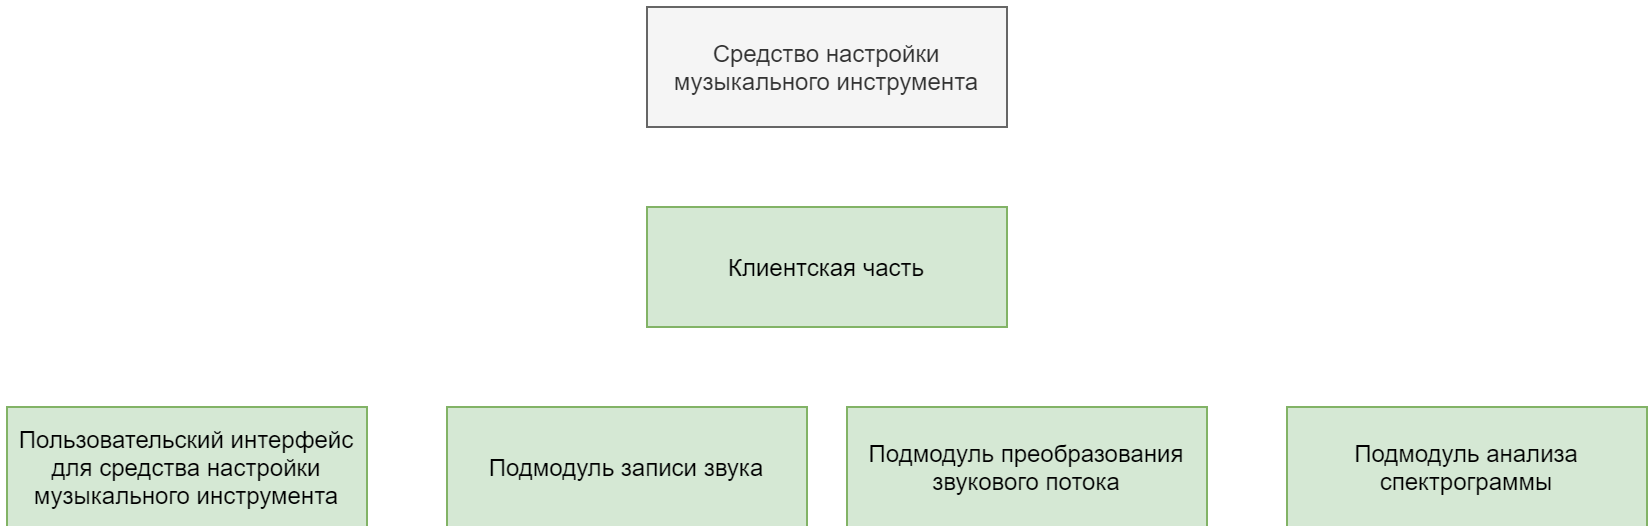 Средство настройки
музыкального инструмента
Клиентская часть
Пользовательский интерфейс
для средства настройки
музыкального инструмента
Подмодуль записи звука
Подмодуль преобразования
звукового потока
Подмодуль анализа
спектрограммы